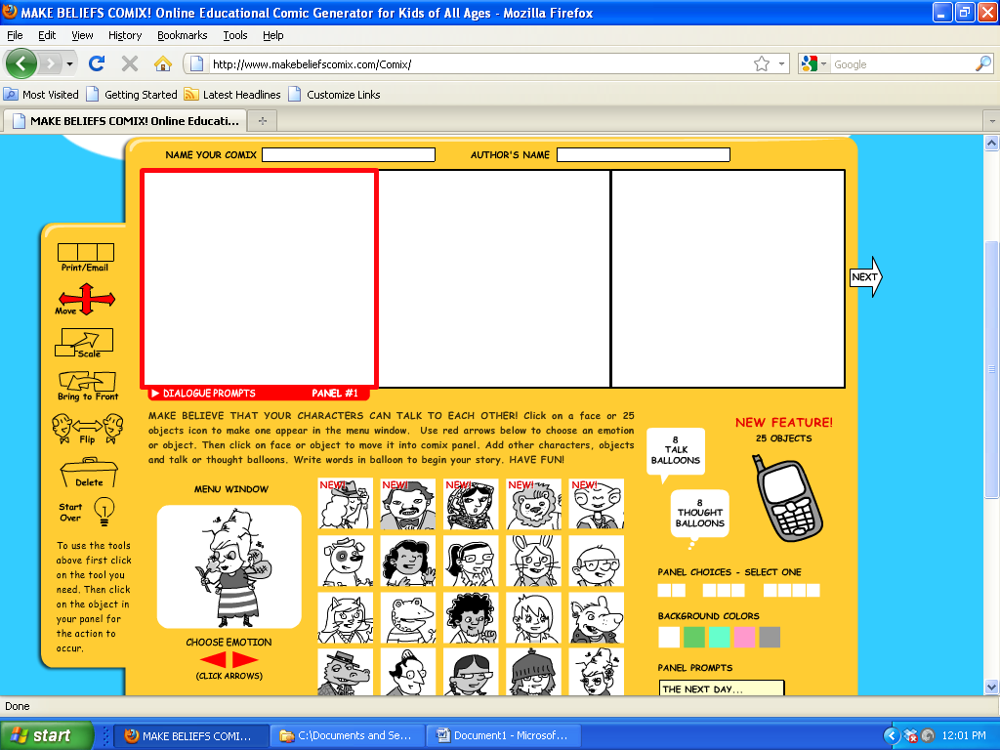 MAKE BELIEFS COMIX! Online Educational Comic Generator for Kids of All Ages - Mozilla Firefox
File Edit View History Bookmarks Tools Help
http://www.makebeliefscomix.com/Comix/
Google
Most Visited Getting Started Latest Headlines Customize Links
MAKE BELIEFS COMIX! Online Educati...
NAME YOUR COMIX
AUTHOR'S NAME
Print/Email
Move
Scale
Bring to Front
Flip
Delete
Start
Over
To use the tools
above first click
on the tool you
need. Then click
on the object in
your panel for
the action to
occur.
NEXT
DIALOGUE PROMPTS PANEL #1
MAKE BELIEVE THAT YOUR CHARACTERS CAN TALK TO EACH OTHER! Click on a face or 25
objects icon to make one appear in the menu window. Use red arrows below to choose an emotion
or object. Then click on face or object to move it into comix panel. Add other characters, objects
and talk or thought balloons. Write words in balloon to begin your story. HAVE FUN!
MENU WINDOW
CHOOSE EMOTION
(CLICK ARROWS)
NEW! NEW! NEW! NEW! NEW!
8
TALK
BALLOONS
8
THOUGHT
BALLOONS
NEW FEATURE!
25 OBJECTS
PANEL CHOICES - SELECT ONE
BACKGROUND COLORS
PANEL PROMPTS
THE NEXT DAY...
Done
start
MAKE BELIEFS COMI...
C:\Documents and Se...
Document1 - Microsof...
12:01 PM